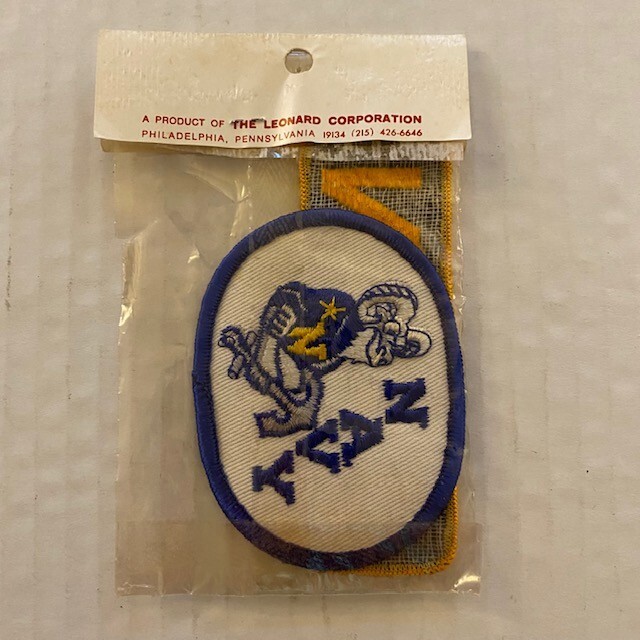 A PRODUCT OF THE LEONARD CORPORATION
PHILADELPHIA, PENNSYLVANIA 19134 (215) 426-6646
N
NAVY